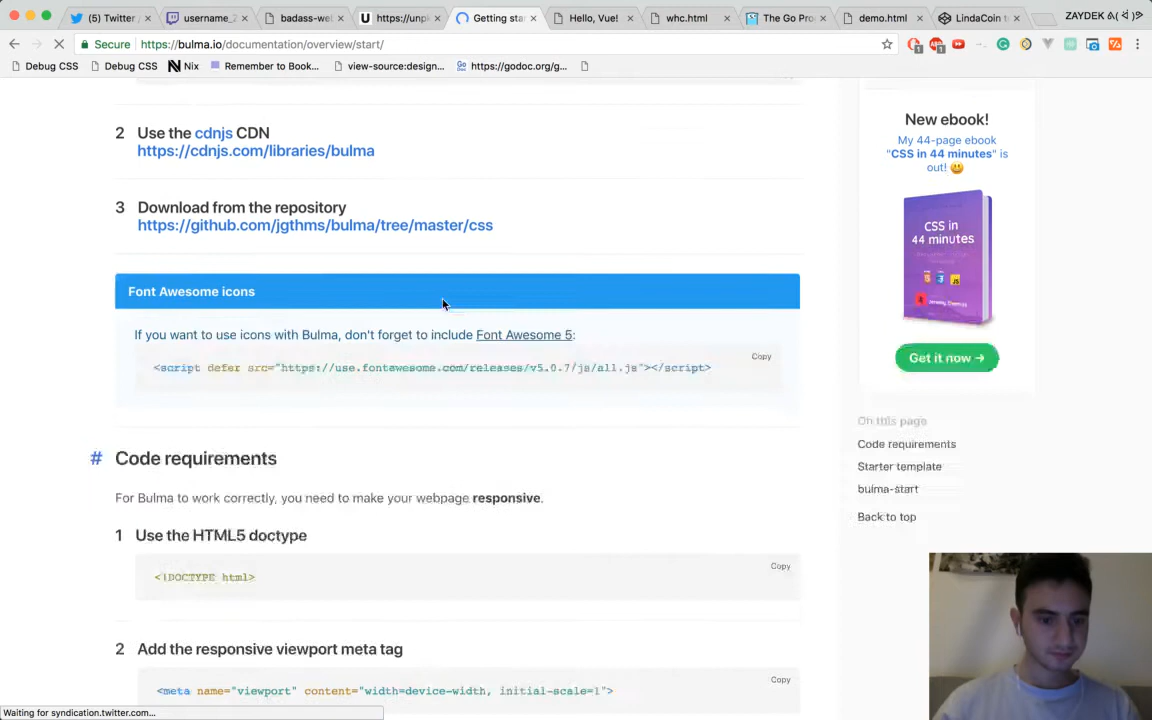 (5) Twitter /
username_
badass-wel
https://unpk
Getting star
Hello, Vue!
whc.html
The Go Pro
demo.html
LindaCoin t
ZAYDEK
Secure
https://bulma.io/documentation/overview/start/
Debug CSS
Debug CSS
Nix
Remember to Book...
view-source:design...
https://godoc.org/g...
2 Use the cdnjs CDN
https://cdnjs.com/libraries/bulma
3 Download from the repository
https://github.com/jgthms/bulma/tree/master/css
Font Awesome icons
If you want to use icons with Bulma, don't forget to include Font Awesome 5:
Copy
<script defer src="https://use.fontawesome.com/releases/v5.0.7/js/all.js"></script>
# Code requirements
For Bulma to work correctly, you need to make your webpage responsive.
1 Use the HTML5 doctype
Copy
<!DOCTYPE html>
2 Add the responsive viewport meta tag
Copy
<meta name="viewport" content="width=device-width, initial-scale=1">
New ebook!
My 44-page ebook
"CSS in 44 minutes" is
out!
CSS in
44 minutes
Jeremy Thomas
Get it now →
On this page
Code requirements
Starter template
bulma-start
Back to top
Waiting for syndication.twitter.com...